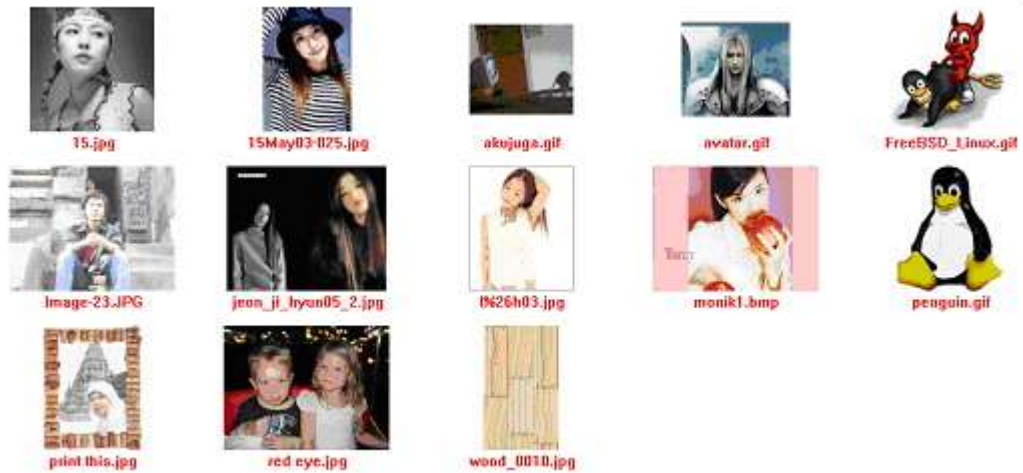 15.jpg
15May03-025.jpg
akujuga.gif
avatar.gif
FreeBSD_Linux.gif
Image-23.JPG
jeon_ji_hyun05_2.jpg
f%26h03.jpg
monik1.bmp
penguin.gif
print this.jpg
red eye.jpg
wood_0010.jpg